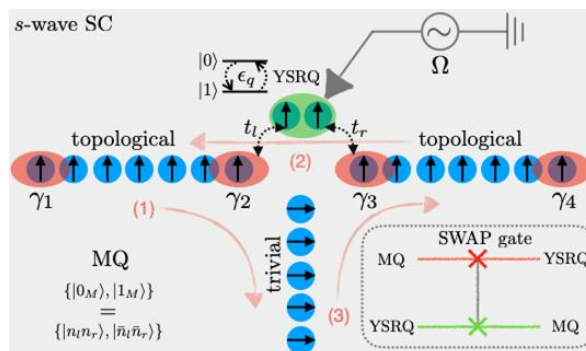 s-wave SC
|0⟩
|1⟩
ϵ_q
YSRQ
Ω
t_l
t_r
topological
topological
(2)
γ₁
γ₂
γ₃
γ₄
(1)
trivial
(3)
MQ
{|0_M⟩, |1_M⟩}
=
{|n_l n_r⟩, |n̄_l n̄_r⟩}
SWAP gate
MQ
YSRQ
YSRQ
MQ